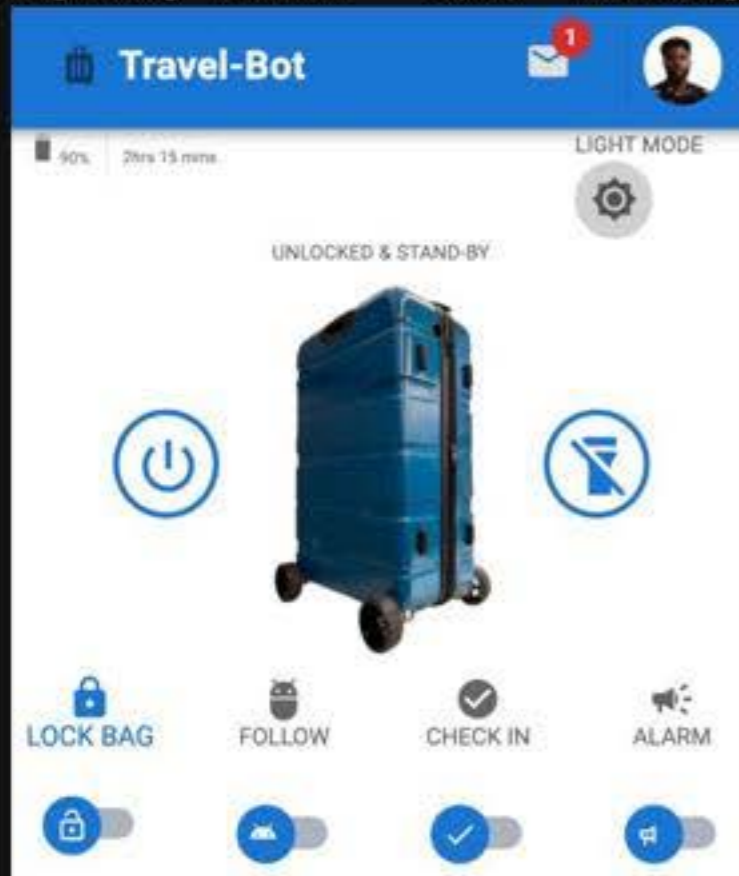 Travel-Bot
1
90%
2hrs 15 mins
LIGHT MODE
UNLOCKED & STAND-BY
LOCK BAG
FOLLOW
CHECK IN
ALARM